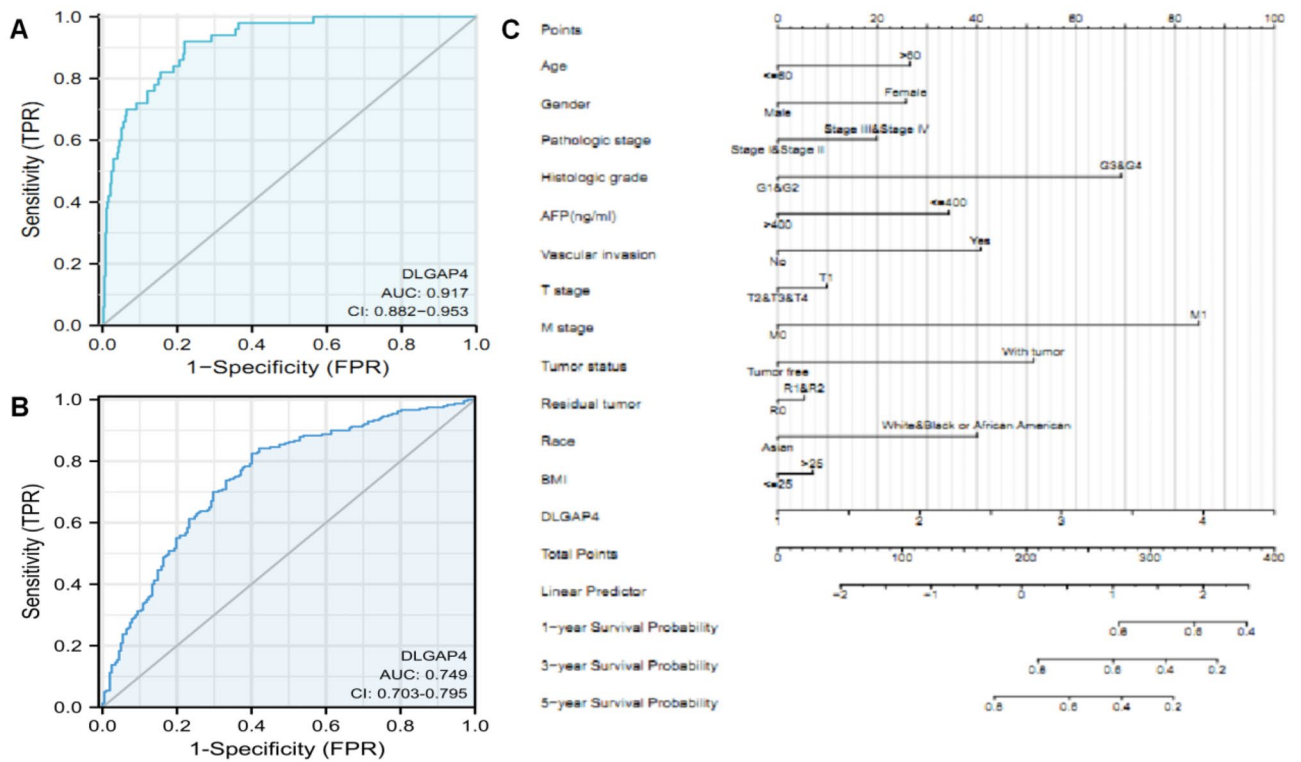 A
1.0
0.8
0.6
0.4
0.2
0.0
Sensitivity (TPR)
DLGAP4
AUC: 0.917
CI: 0.882−0.953
0.0 0.2 0.4 0.6 0.8 1.0
1−Specificity (FPR)
B
1.0
0.8
0.6
0.4
0.2
0.0
Sensitivity (TPR)
DLGAP4
AUC: 0.749
CI: 0.703-0.795
0.0 0.2 0.4 0.6 0.8 1.0
1-Specificity (FPR)
C
Points
0 20 40 60 80 100
Age
>60
<=60
Gender
Female
Male
Pathologic stage
Stage III&Stage IV
Stage I&Stage II
Histologic grade
G3&G4
G1&G2
AFP(ng/ml)
<=400
>400
Vascular invasion
Yes
No
T stage
T1
T2&T3&T4
M stage
M1
M0
Tumor status
With tumor
Tumor free
Residual tumor
R1&R2
R0
Race
White&Black or African American
Asian
BMI
>25
<=25
DLGAP4
1 2 3 4
Total Points
0 100 200 300 400
Linear Predictor
−2 −1 0 1 2
1−year Survival Probability
0.8 0.6 0.4
3−year Survival Probability
0.8 0.6 0.4 0.2
5−year Survival Probability
0.8 0.6 0.4 0.2